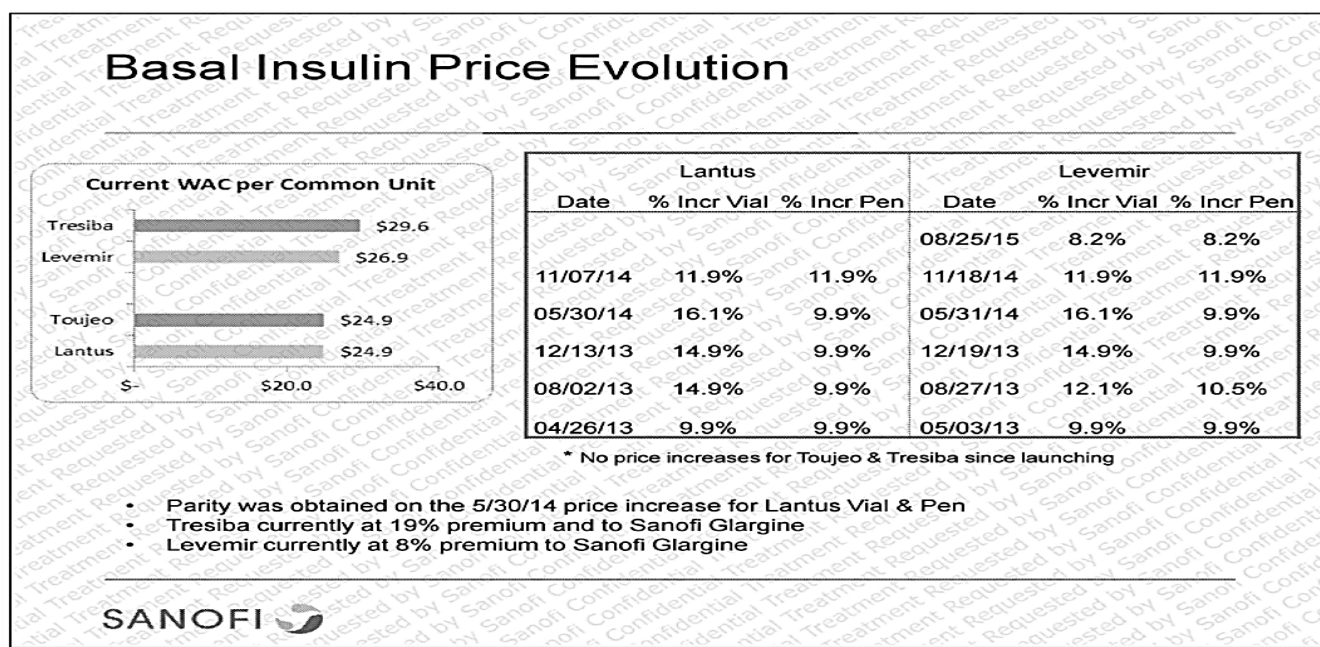 Basal Insulin Price Evolution
Current WAC per Common Unit
Tresiba $29.6
Levemir $26.9
Toujeo $24.9
Lantus $24.9
$- $20.0 $40.0
Lantus Levemir
Date % Incr Vial % Incr Pen Date % Incr Vial % Incr Pen
08/25/15 8.2% 8.2%
11/07/14 11.9% 11.9% 11/18/14 11.9% 11.9%
05/30/14 16.1% 9.9% 05/31/14 16.1% 9.9%
12/13/13 14.9% 9.9% 12/19/13 14.9% 9.9%
08/02/13 14.9% 9.9% 08/27/13 12.1% 10.5%
04/26/13 9.9% 9.9% 05/03/13 9.9% 9.9%
* No price increases for Toujeo & Tresiba since launching
• Parity was obtained on the 5/30/14 price increase for Lantus Vial & Pen
• Tresiba currently at 19% premium and to Sanofi Glargine
• Levemir currently at 8% premium to Sanofi Glargine
SANOFI
Confidential Treatment Requested by Sanofi